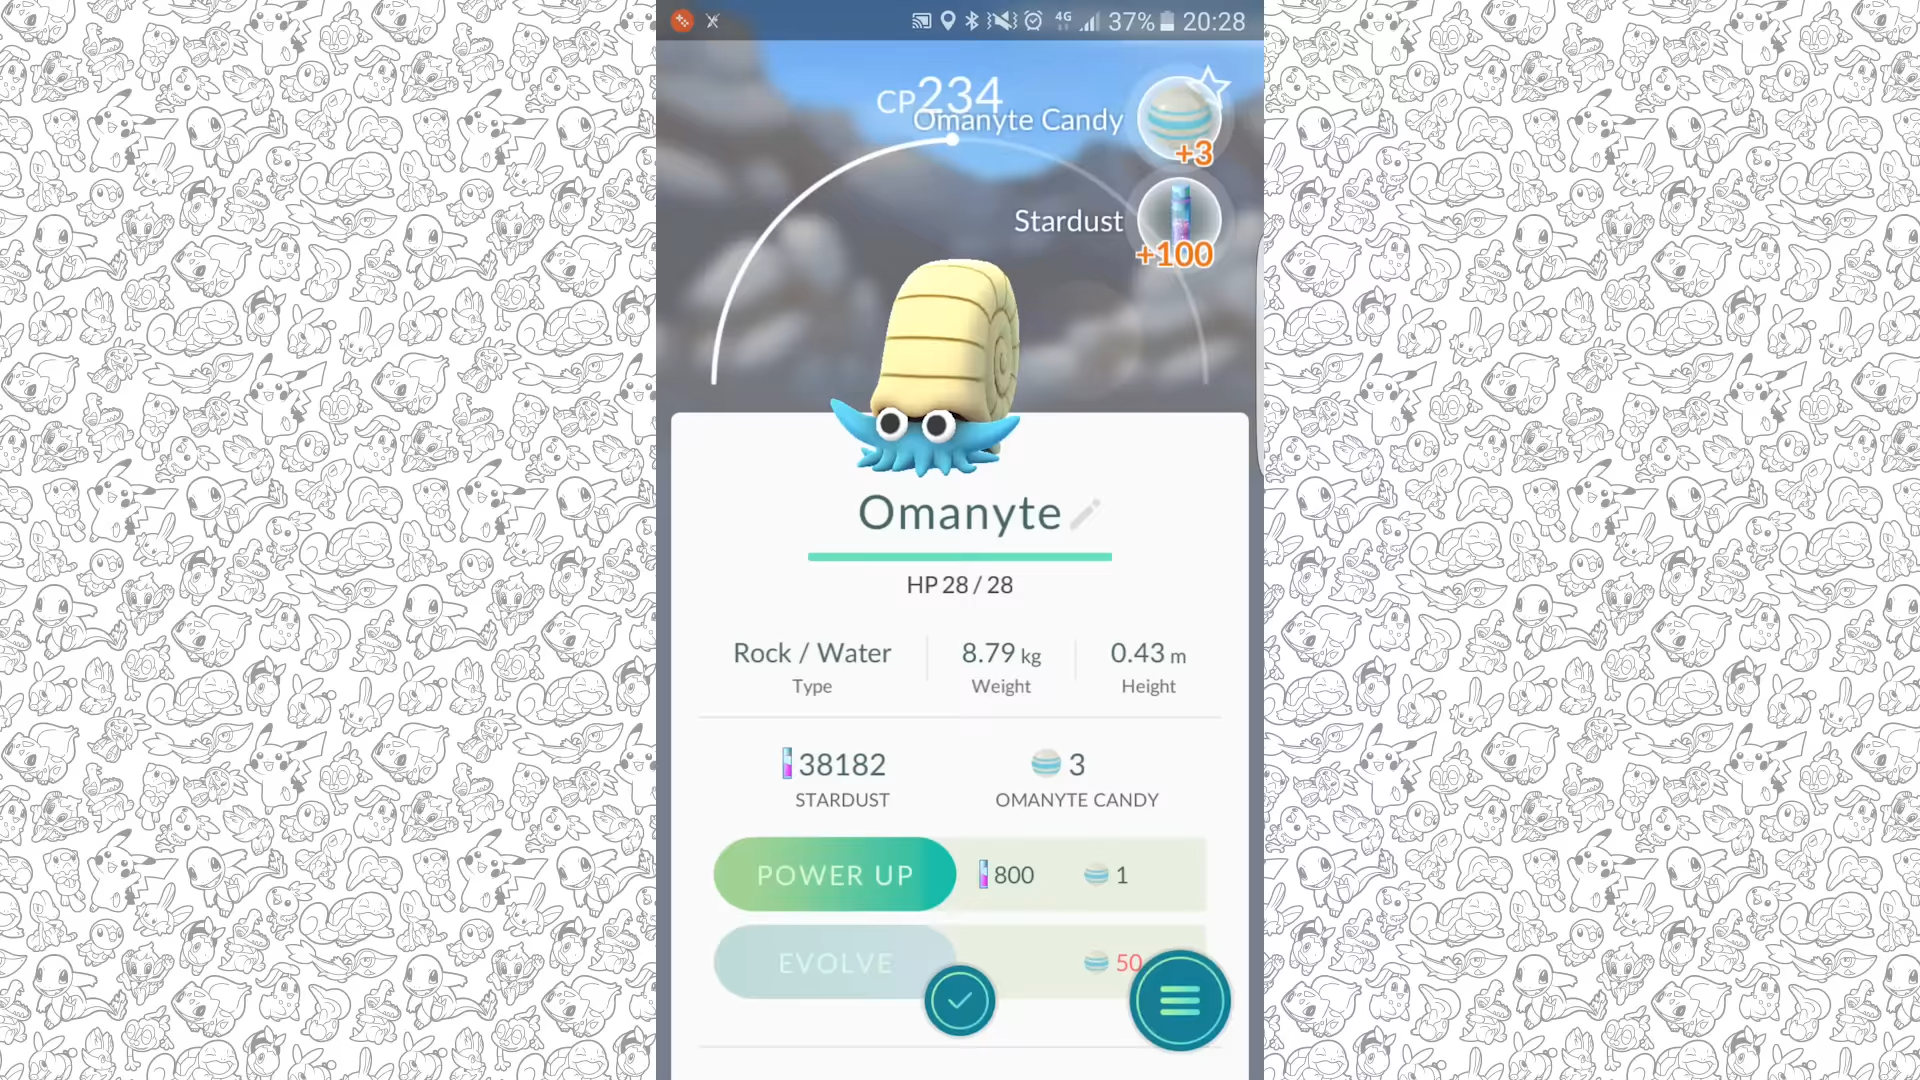 4G 37% 20:28
CP234
Omanyte Candy
+3
Stardust
+100
Omanyte
HP 28 / 28
Rock / Water 8.79 kg 0.43 m
Type Weight Height
38182 3
STARDUST OMANYTE CANDY
POWER UP 800 1
EVOLVE 50